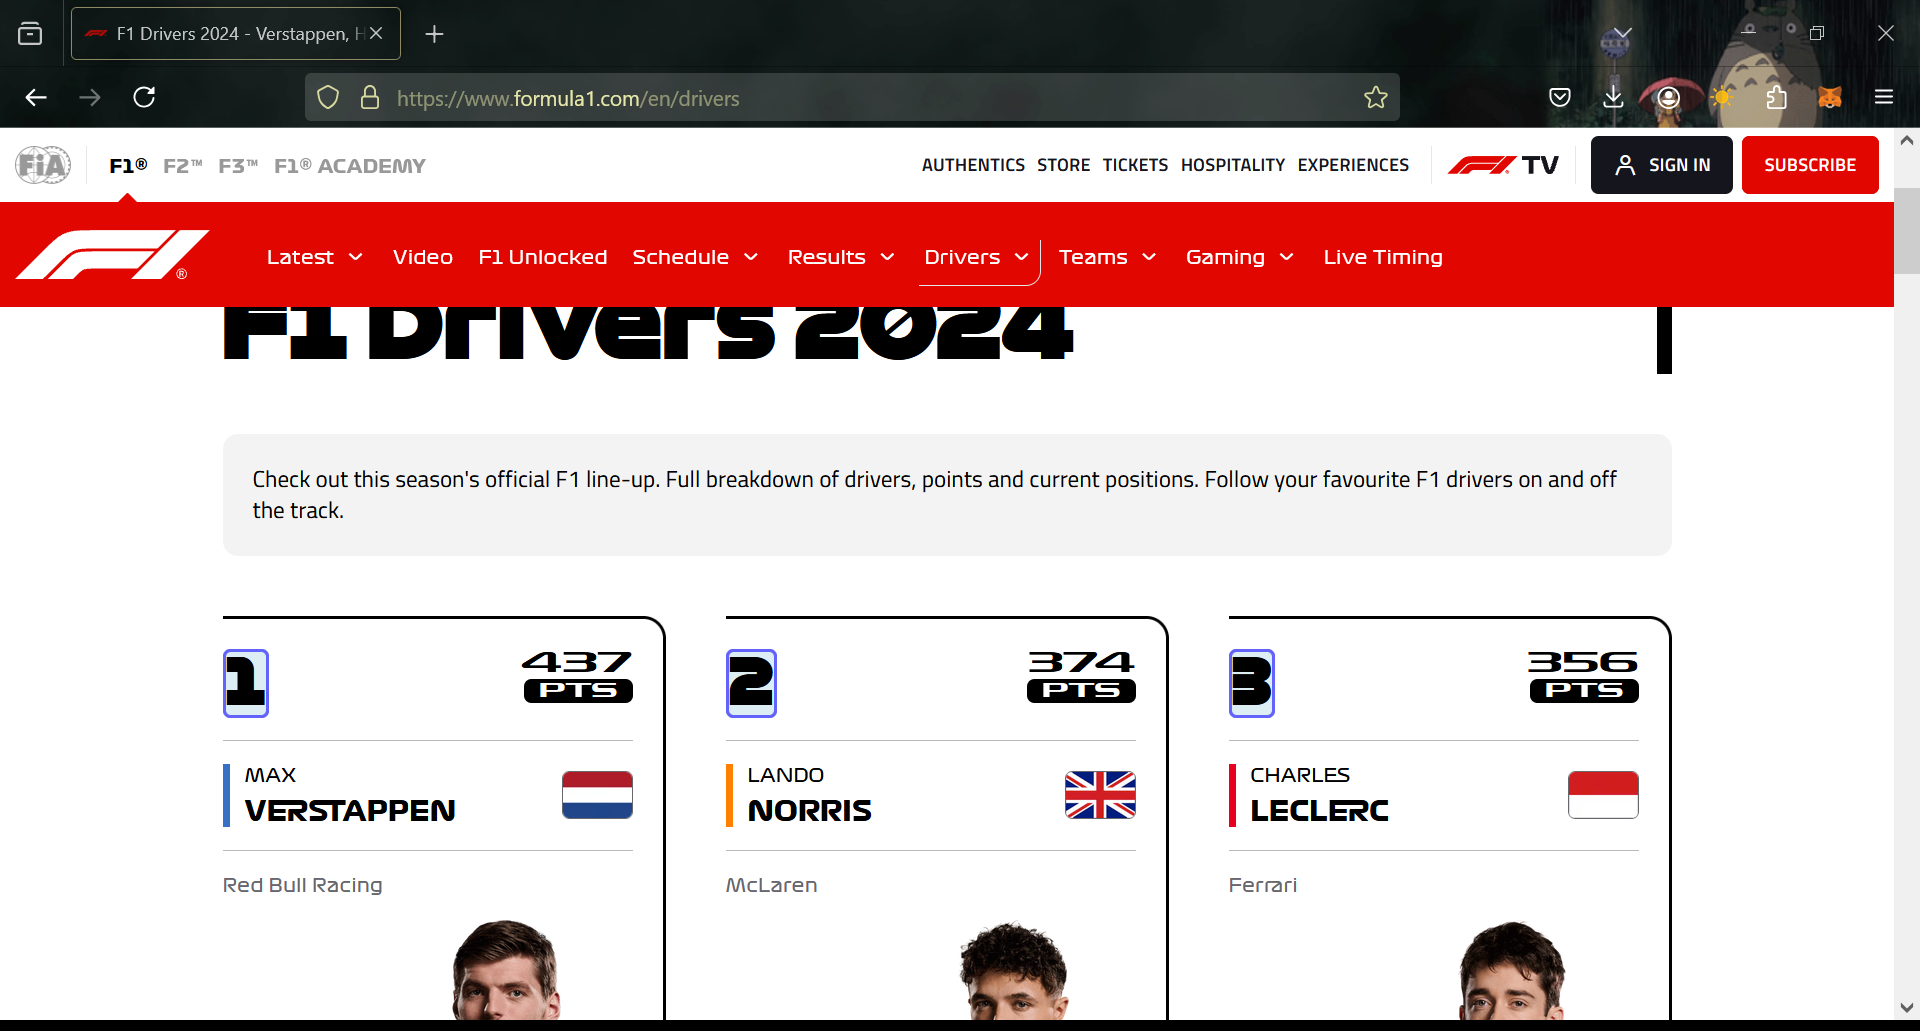 F1 Drivers 2024 - Verstappen, H
https://www.formula1.com/en/drivers
FiA F1® F2™ F3™ F1® ACADEMY AUTHENTICS STORE TICKETS HOSPITALITY EXPERIENCES F1 TV SIGN IN SUBSCRIBE
F1® Latest Video F1 Unlocked Schedule Results Drivers Teams Gaming Live Timing
F1 Drivers 2024
Check out this season's official F1 line-up. Full breakdown of drivers, points and current positions. Follow your favourite F1 drivers on and off
the track.
1 437 PTS
MAX
VERSTAPPEN
Red Bull Racing
2 374 PTS
LANDO
NORRIS
McLaren
3 356 PTS
CHARLES
LECLERC
Ferrari